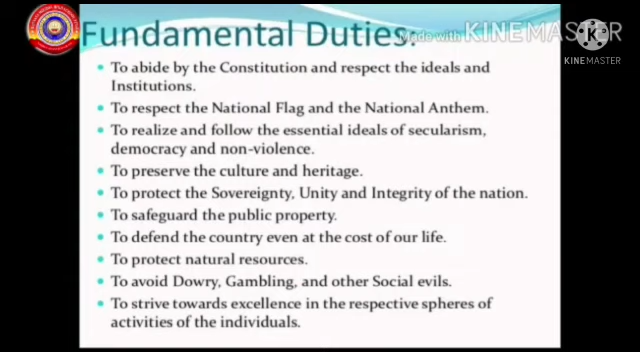 Fundamental Duties:
Made with KINEMASTER
K
KINEMASTER
• To abide by the Constitution and respect the ideals and
Institutions.
• To respect the National Flag and the National Anthem.
• To realize and follow the essential ideals of secularism,
democracy and non-violence.
• To preserve the culture and heritage.
• To protect the Sovereignty, Unity and Integrity of the nation.
• To safeguard the public property.
• To defend the country even at the cost of our life.
• To protect natural resources.
• To avoid Dowry, Gambling, and other Social evils.
• To strive towards excellence in the respective spheres of
activities of the individuals.